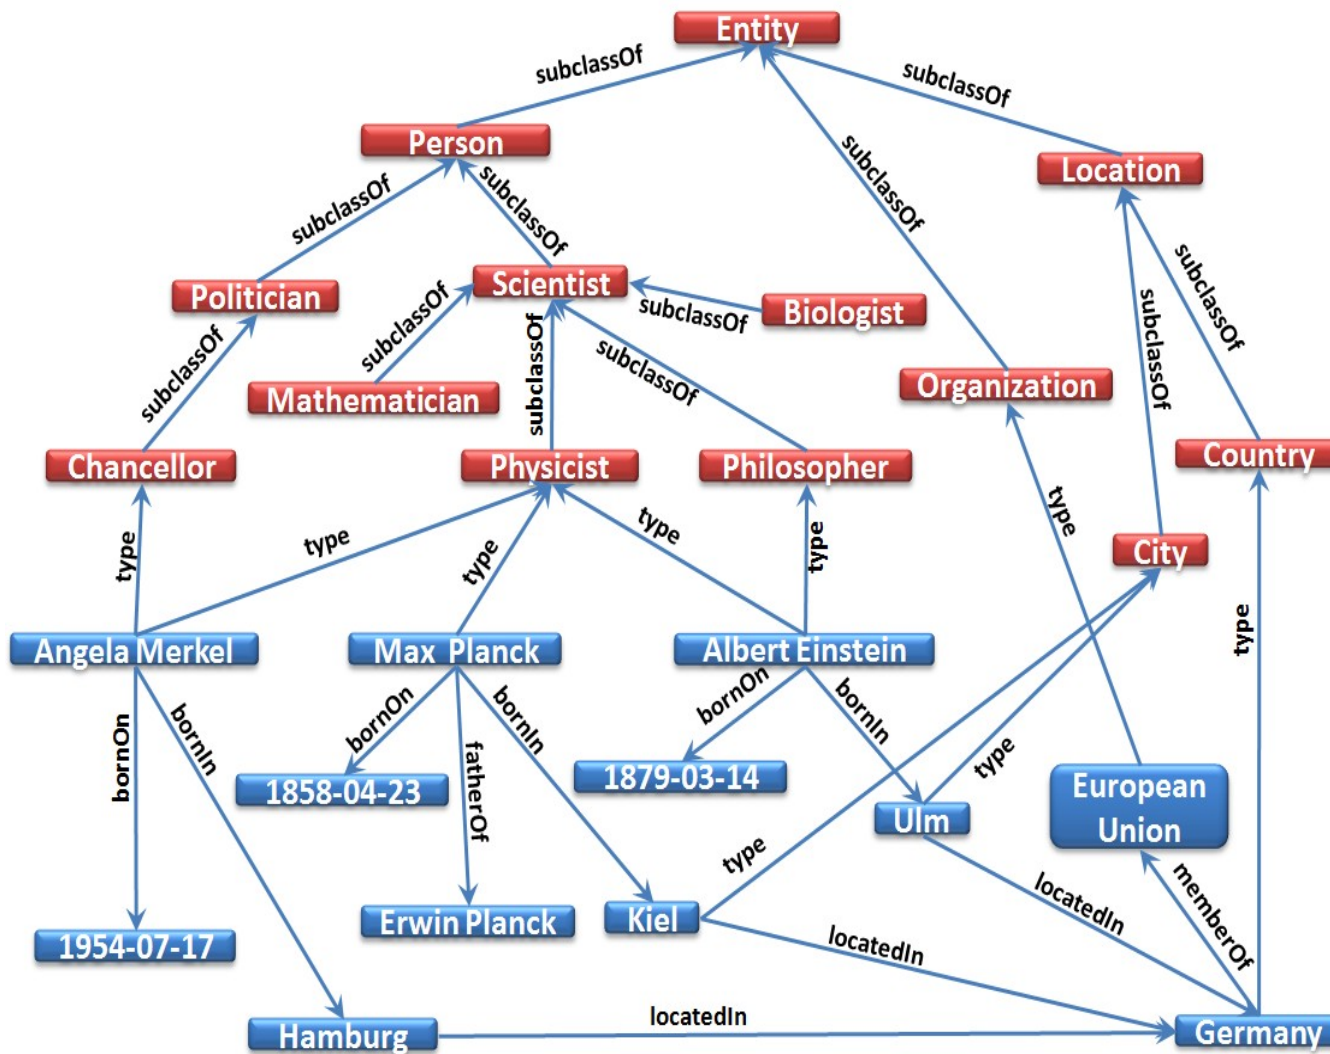 Entity
subclassOf
subclassOf
Person
subclassOf
Location
subclassOf
subclassOf
subclassOf
Politician
Scientist
subclassOf
Biologist
subclassOf
subclassOf
subclassOf
subclassOf
subclassOf
subclassOf
Mathematician
Organization
Chancellor
Physicist
Philosopher
Country
type
type
type
type
type
type
City
type
Angela Merkel
Max Planck
Albert Einstein
bornOn
bornIn
bornOn
fatherOf
bornIn
bornOn
bornIn
1858-04-23
1879-03-14
type
European
Union
Ulm
type
locatedIn
memberOf
1954-07-17
Erwin Planck
Kiel
locatedIn
Hamburg
locatedIn
Germany